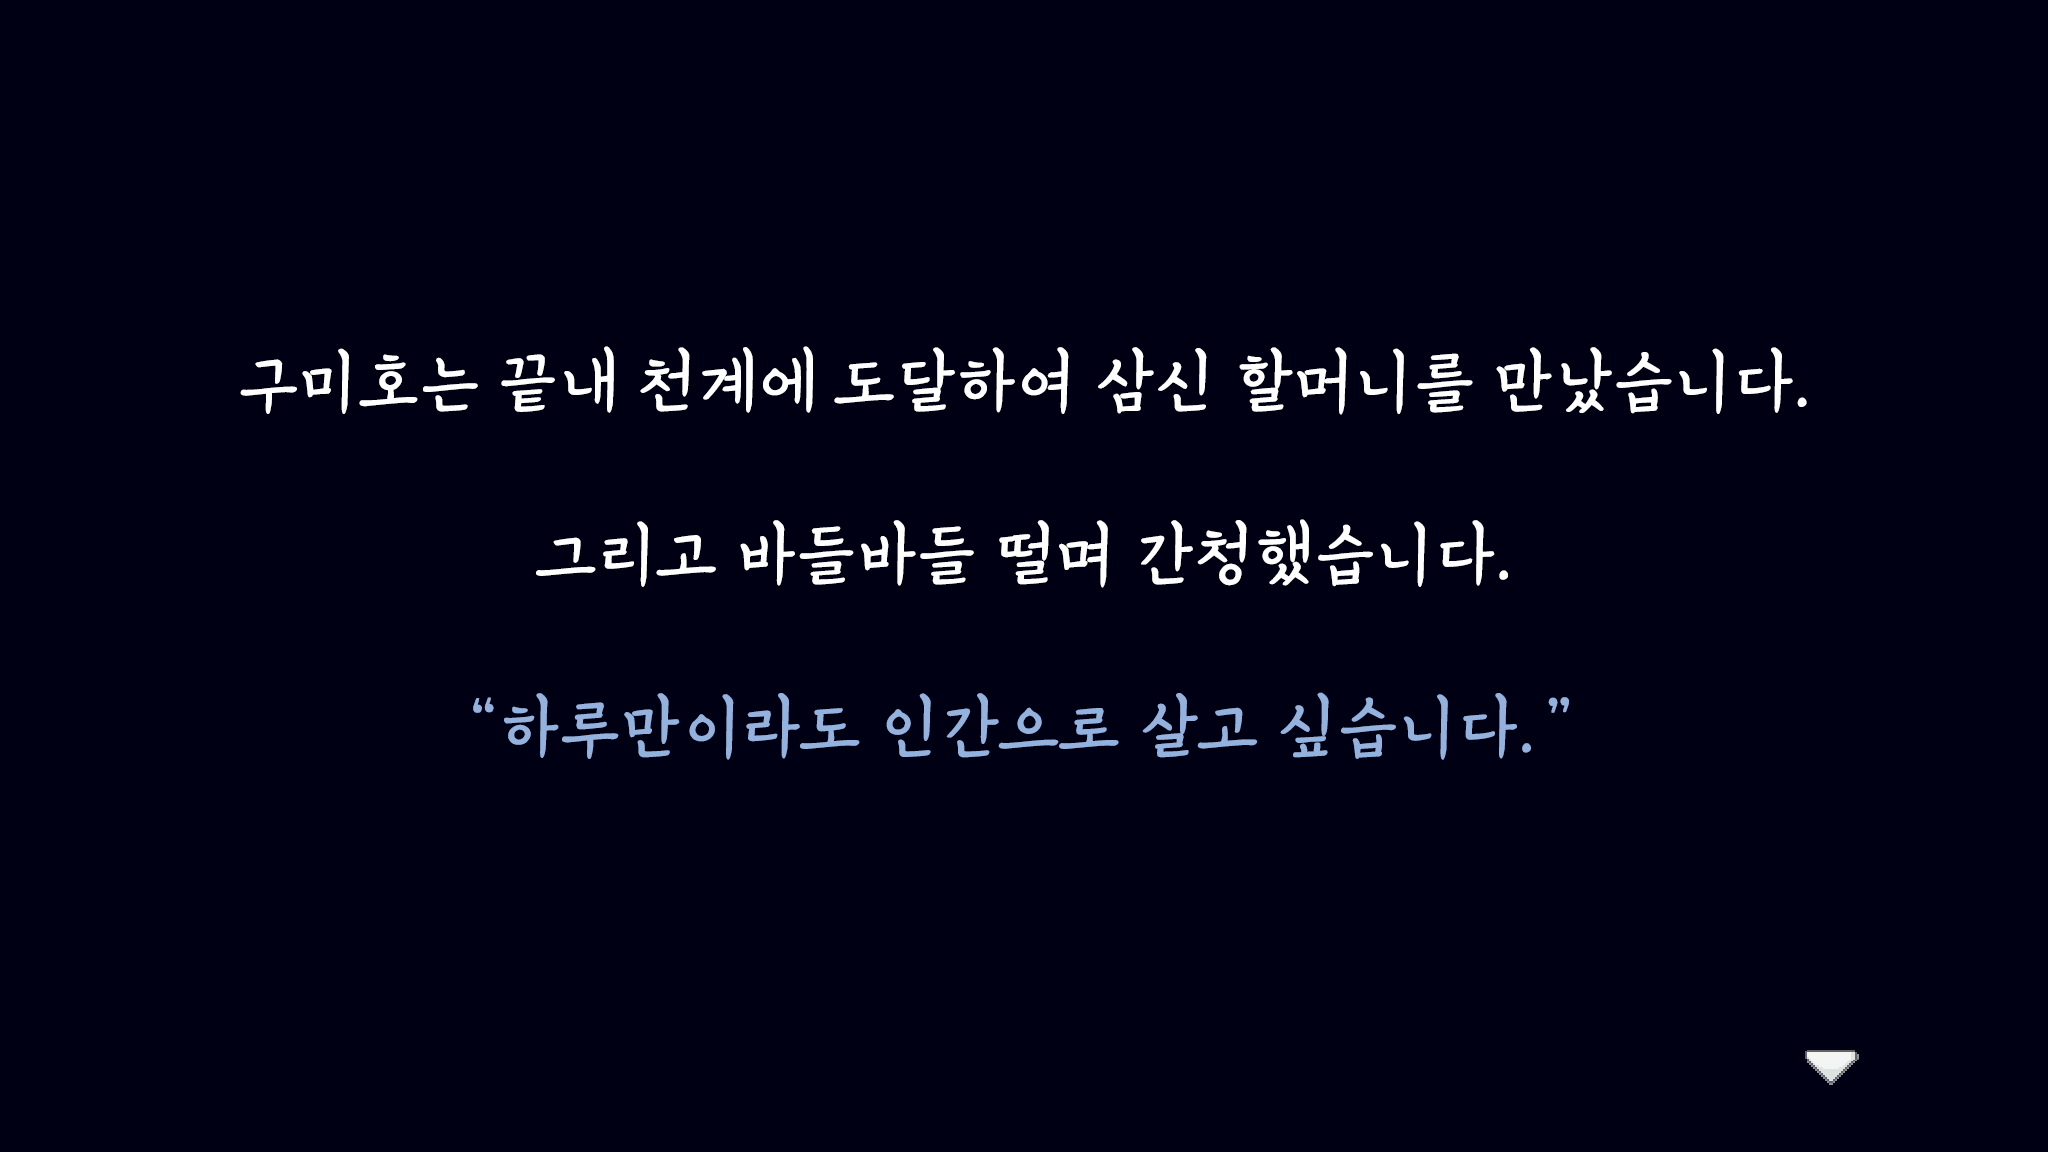 구미호는 끝내 천계에 도달하여 삼신 할머니를 만났습니다.
그리고 바들바들 떨며 간청했습니다.
“하루만이라도 인간으로 살고 싶습니다.”